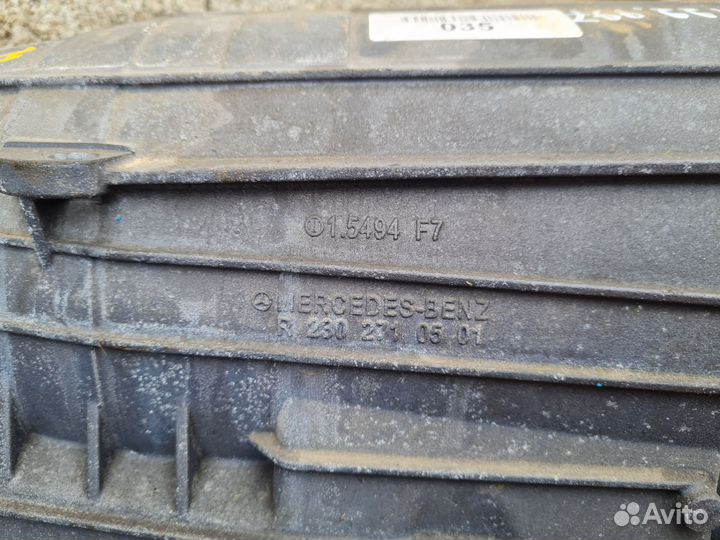 035
1.5494 F7
MERCEDES-BENZ
R 230 271 05 01
Avito